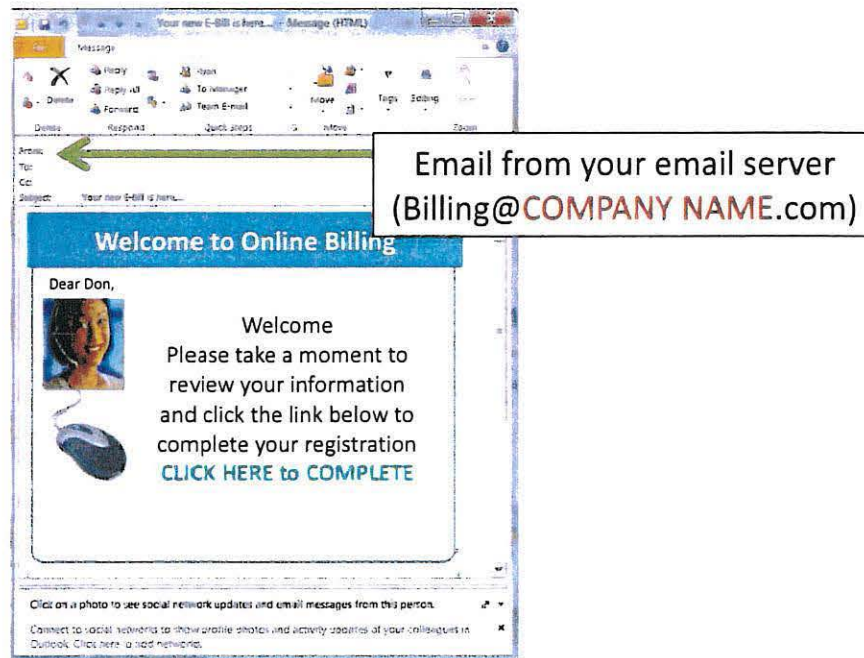 Your new E-Bill is here... - Message (HTML)
Message
Delete
Reply
Reply All
Forward
Ryan
To Manager
Team E-mail
Move
Tags
Editing
Delete
Respond
Quick Steps
Move
Zoom
From:
To:
Cc:
Subject: Your new E-Bill is here...
Email from your email server
(Billing@COMPANY NAME.com)
Welcome to Online Billing
Dear Don,
Welcome
Please take a moment to
review your information
and click the link below to
complete your registration
CLICK HERE to COMPLETE
Click on a photo to see social network updates and email messages from this person.
Connect to social networks to show profile photos and activity updates of your colleagues in
Outlook. Click here to add networks.